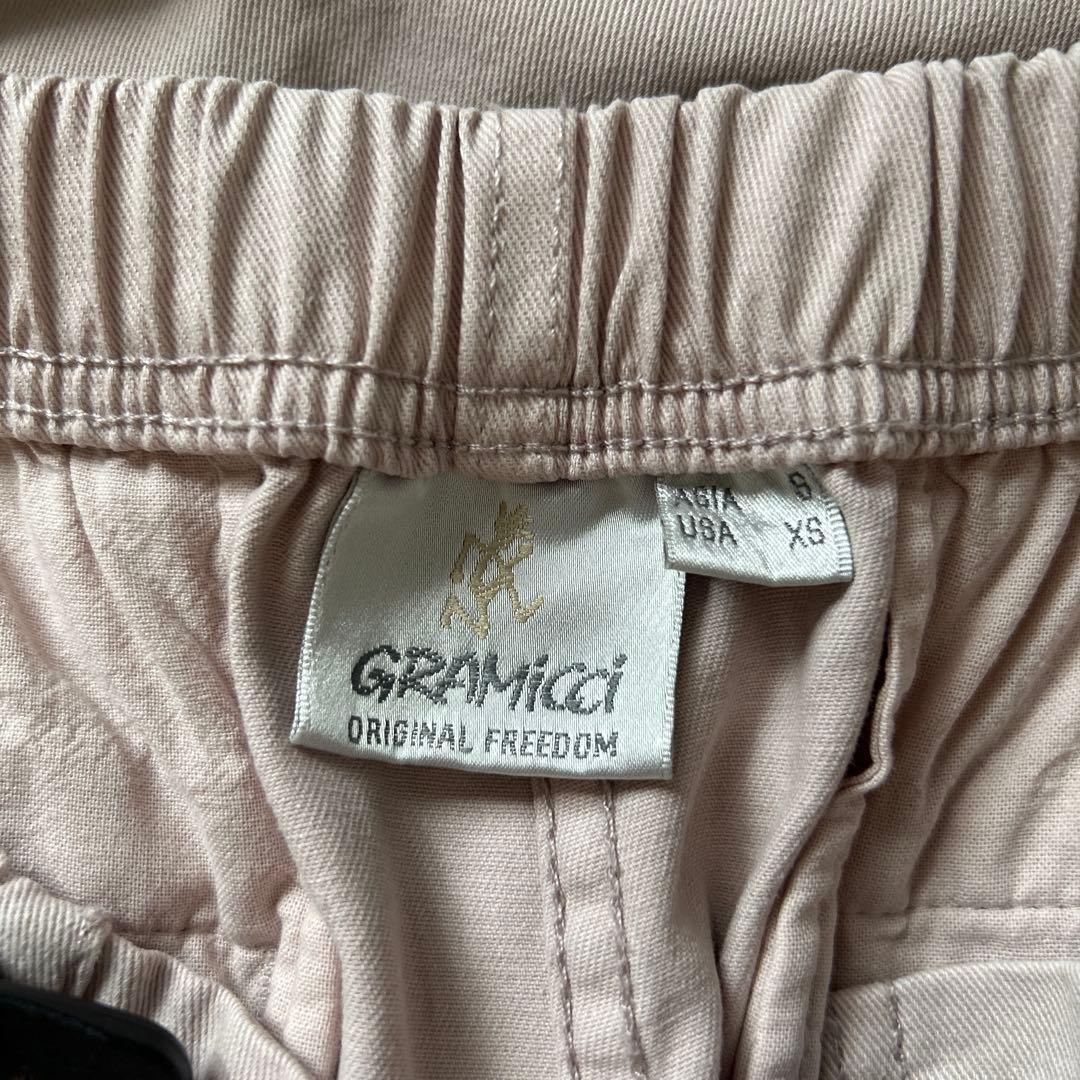 ASIA S
USA XS
GRAMiCCi
ORIGINAL FREEDOM